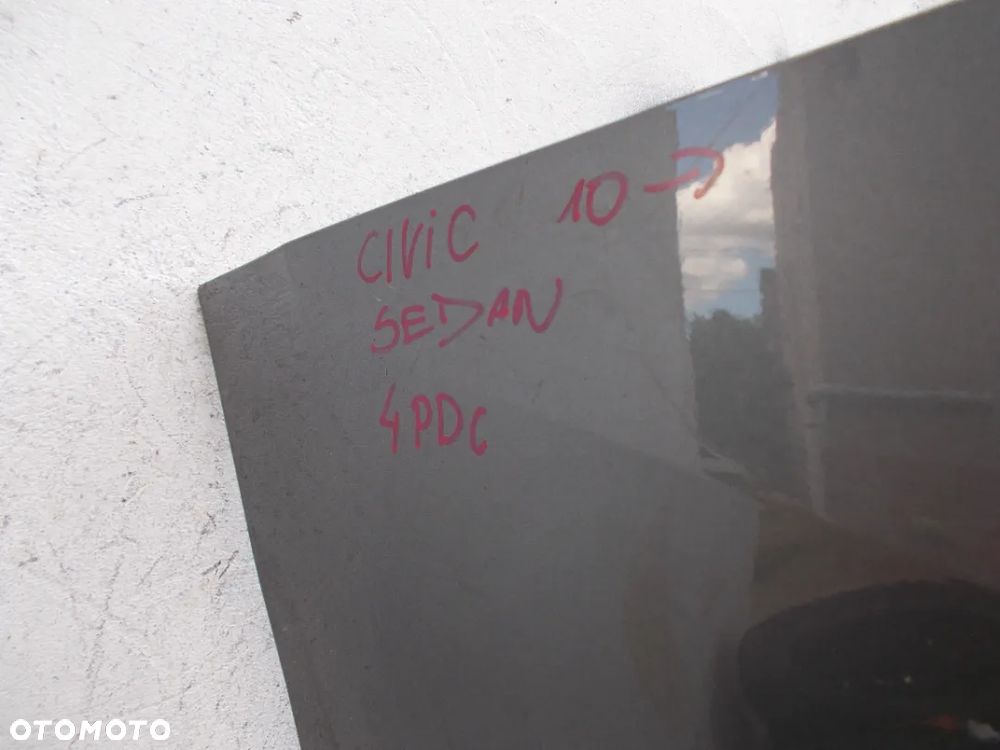 CIVIC 10→
SEDAN
4PDC
OTOMOTO